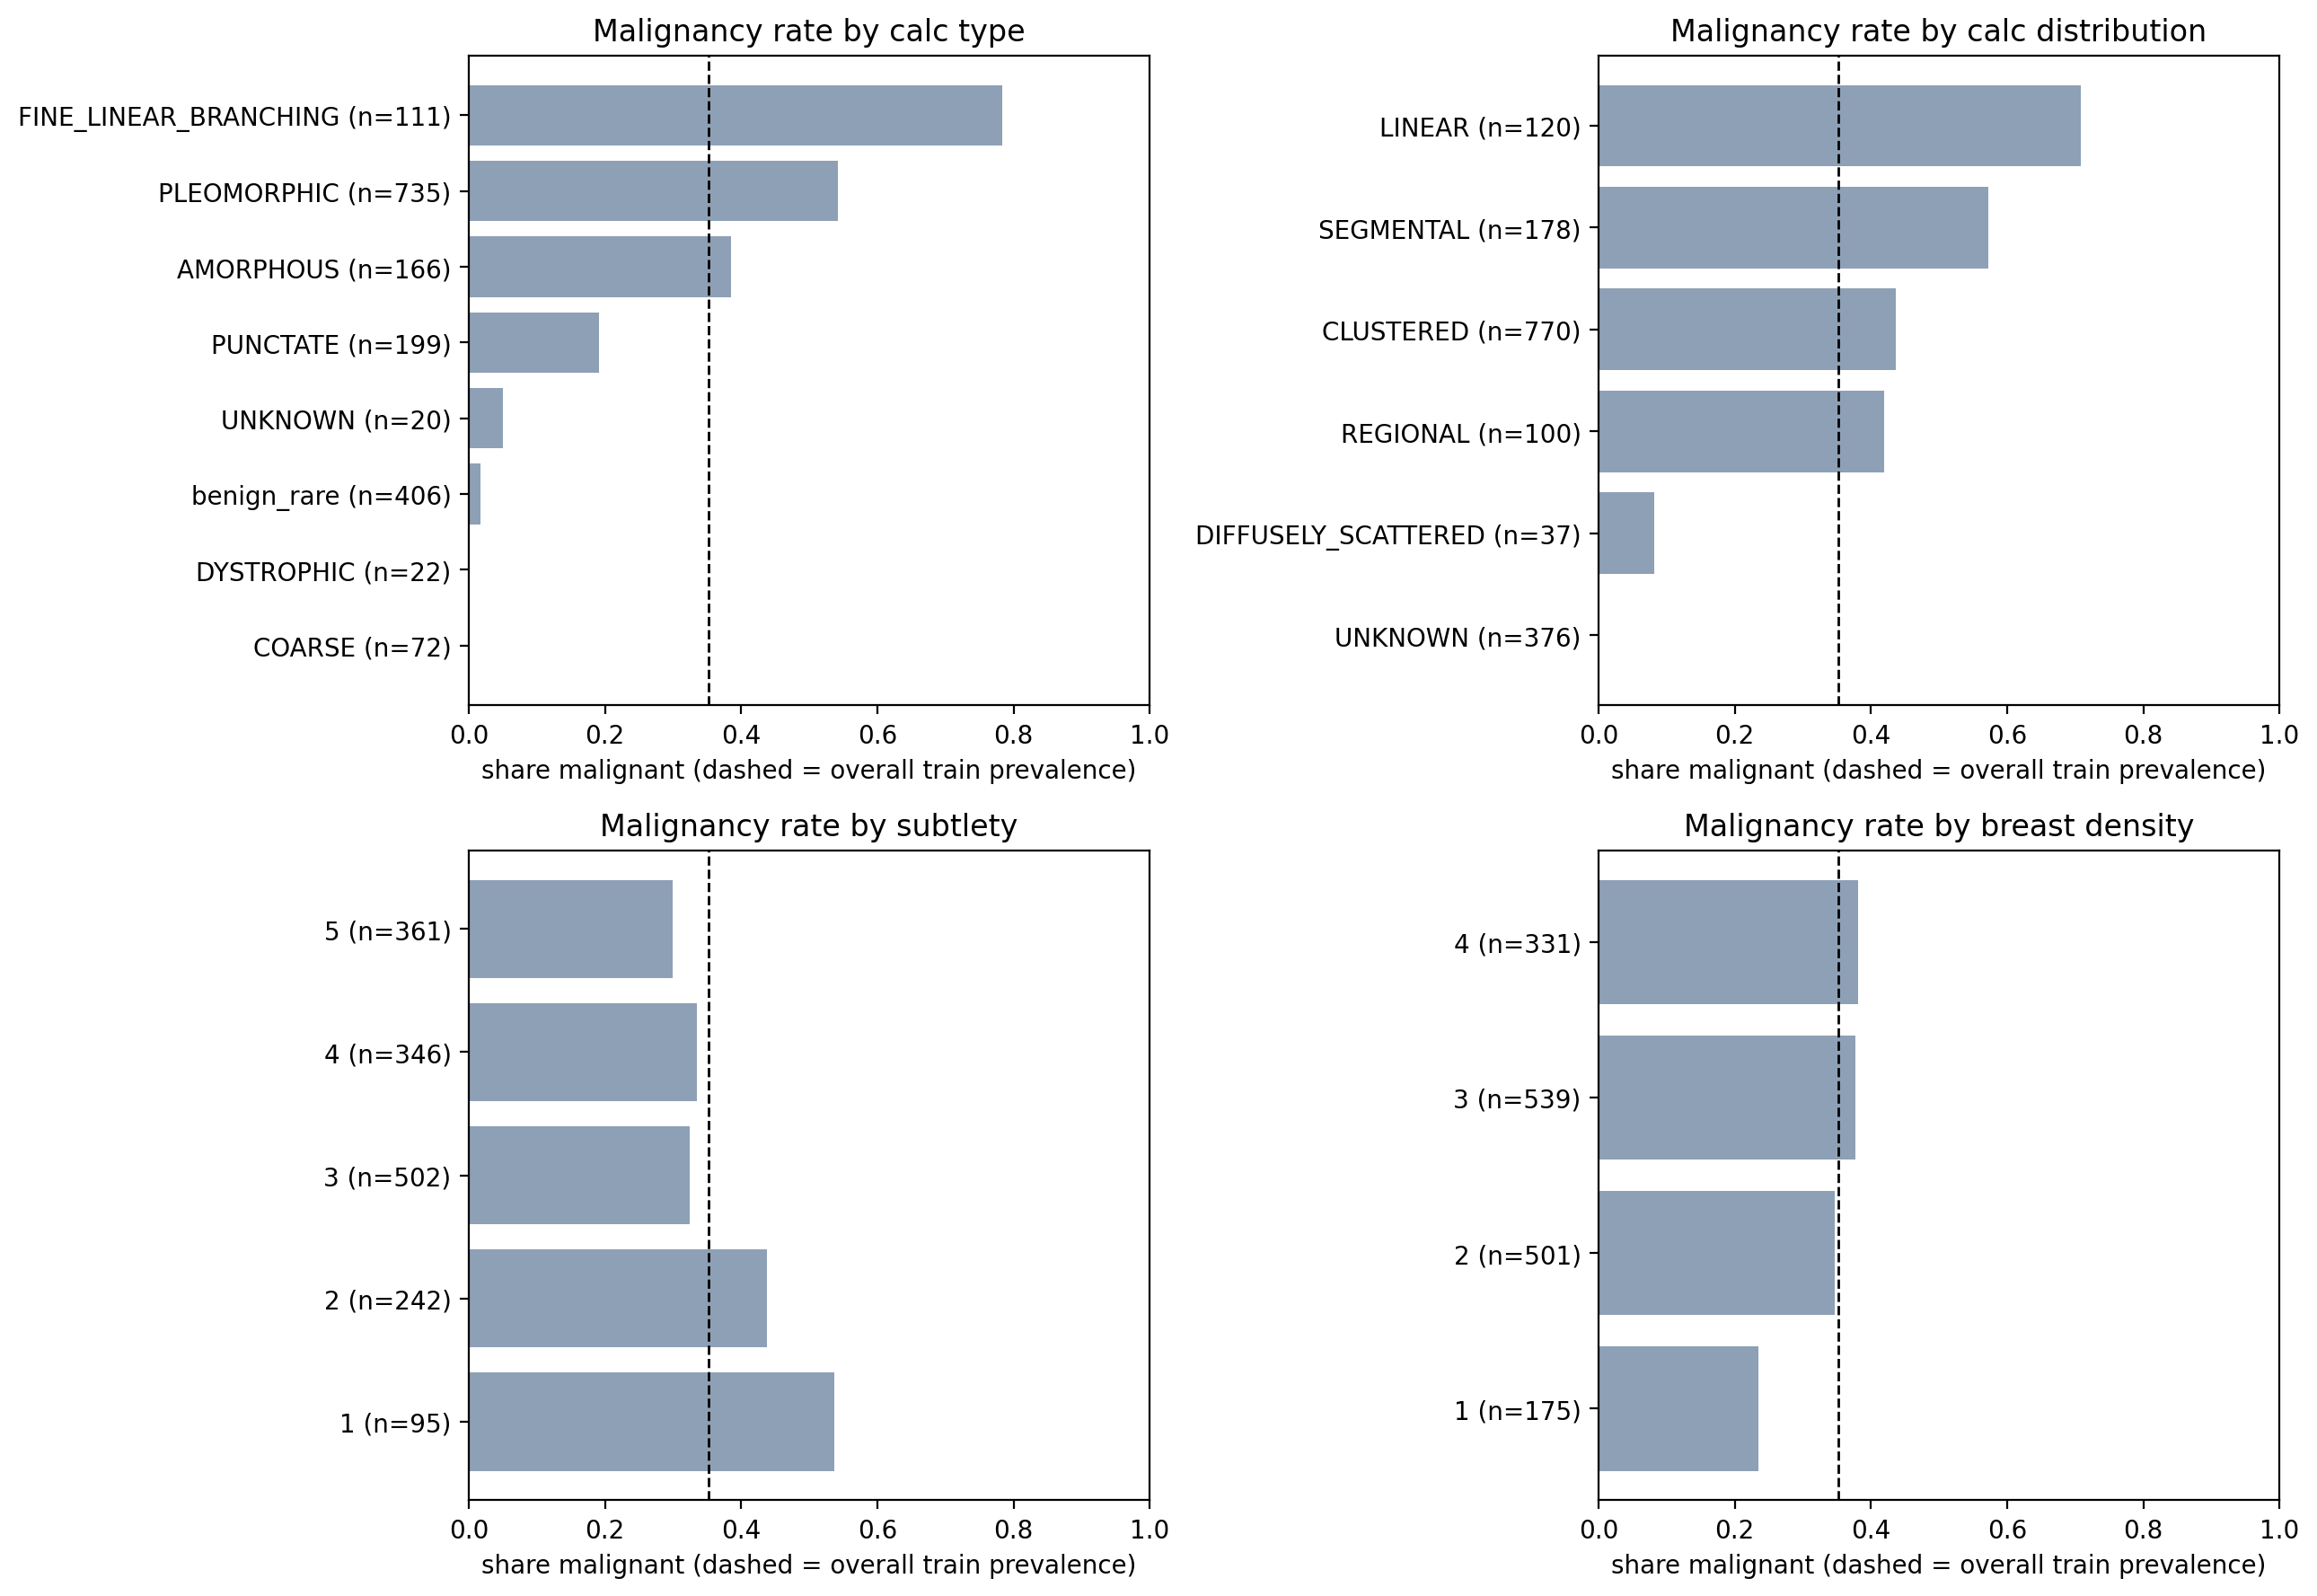 Malignancy rate by calc type
FINE_LINEAR_BRANCHING (n=111)
PLEOMORPHIC (n=735)
AMORPHOUS (n=166)
PUNCTATE (n=199)
UNKNOWN (n=20)
benign_rare (n=406)
DYSTROPHIC (n=22)
COARSE (n=72)
0.0 0.2 0.4 0.6 0.8 1.0
share malignant (dashed = overall train prevalence)
Malignancy rate by calc distribution
LINEAR (n=120)
SEGMENTAL (n=178)
CLUSTERED (n=770)
REGIONAL (n=100)
DIFFUSELY_SCATTERED (n=37)
UNKNOWN (n=376)
0.0 0.2 0.4 0.6 0.8 1.0
share malignant (dashed = overall train prevalence)
Malignancy rate by subtlety
5 (n=361)
4 (n=346)
3 (n=502)
2 (n=242)
1 (n=95)
0.0 0.2 0.4 0.6 0.8 1.0
share malignant (dashed = overall train prevalence)
Malignancy rate by breast density
4 (n=331)
3 (n=539)
2 (n=501)
1 (n=175)
0.0 0.2 0.4 0.6 0.8 1.0
share malignant (dashed = overall train prevalence)